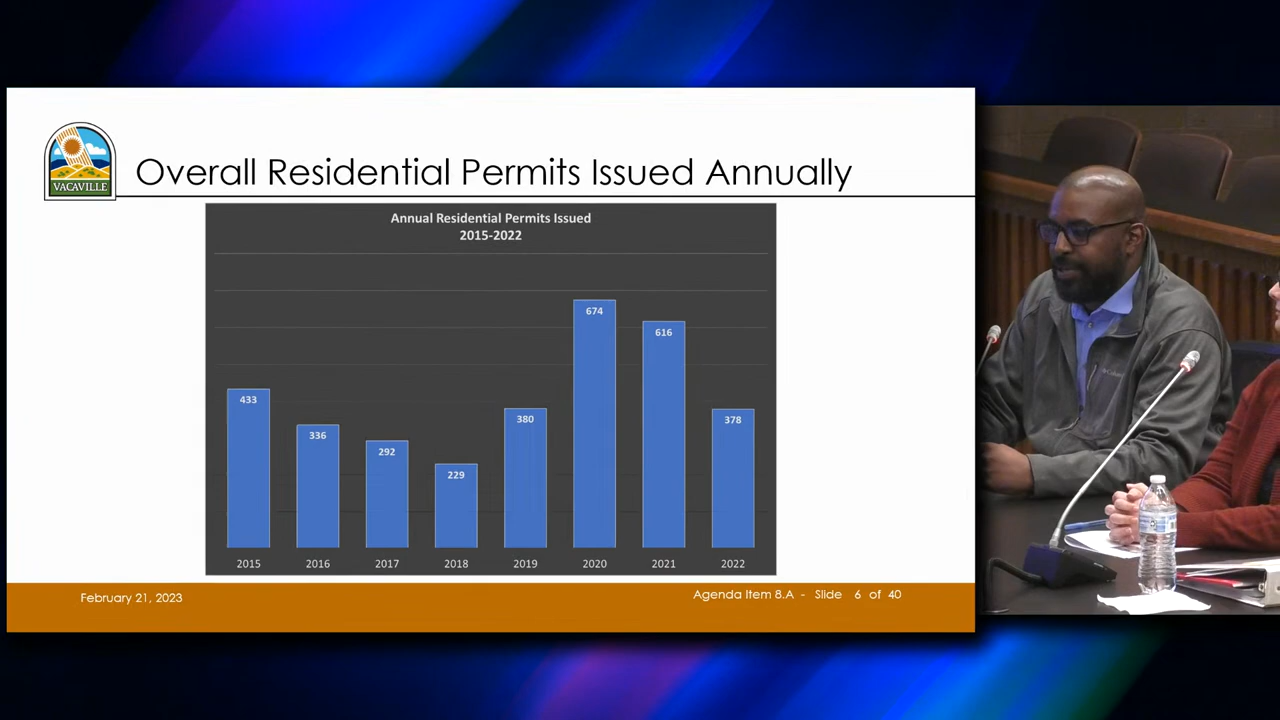 VACAVILLE
Overall Residential Permits Issued Annually
Annual Residential Permits Issued
2015-2022
433
336
292
229
380
674
616
378
2015
2016
2017
2018
2019
2020
2021
2022
February 21, 2023
Agenda Item 8.A - Slide 6 of 40
Columbia